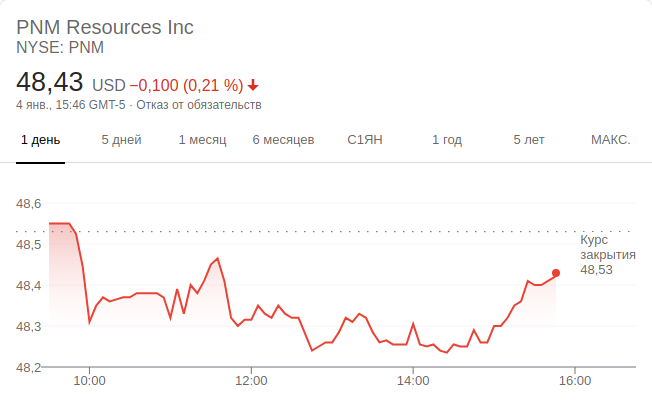 PNM Resources Inc
NYSE: PNM
48,43 USD −0,100 (0,21 %)
4 янв., 15:46 GMT-5 · Отказ от обязательств
1 день 5 дней 1 месяц 6 месяцев С1ЯН 1 год 5 лет МАКС.
48,6
48,5
48,4
48,3
48,2
Курс
закрытия
48,53
10:00 12:00 14:00 16:00